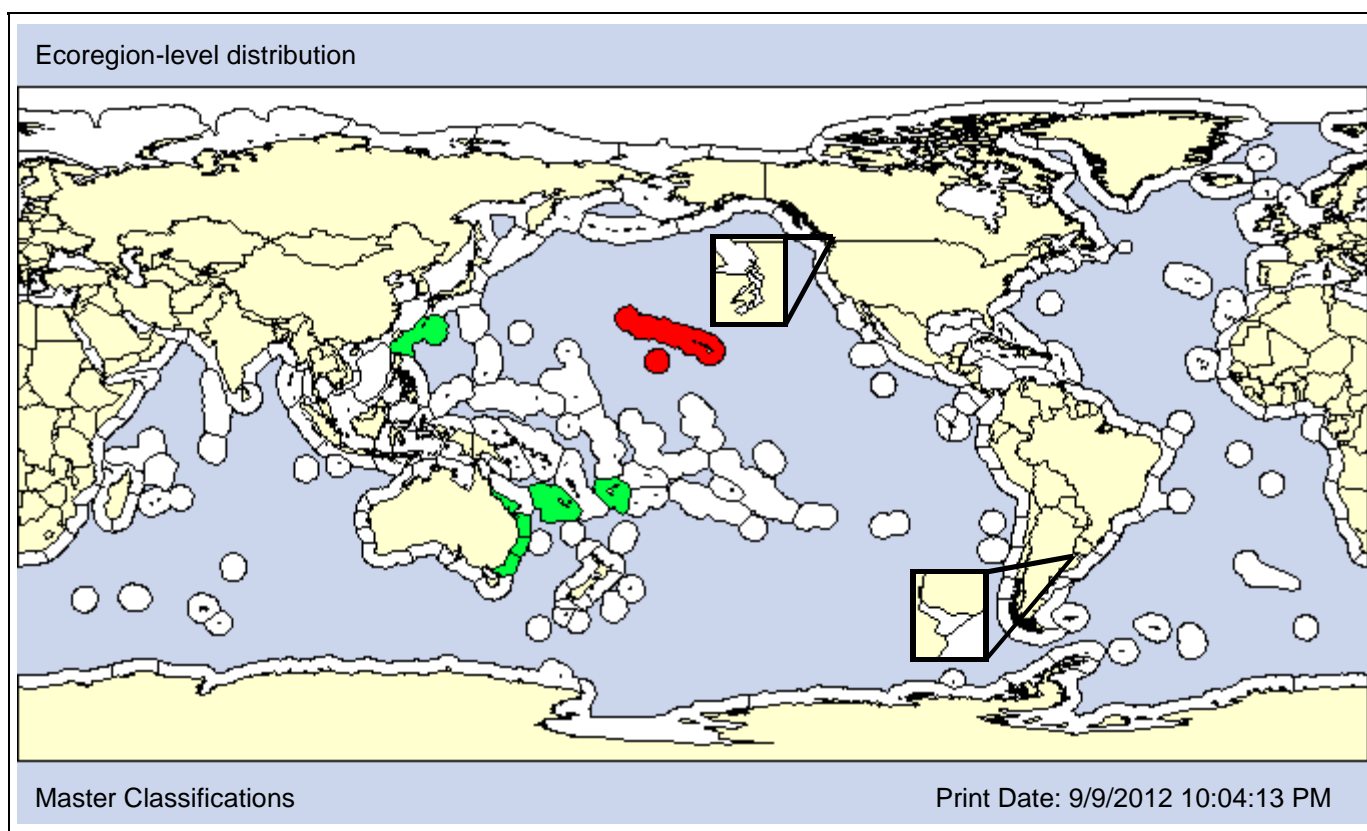 Ecoregion-level distribution
Master Classifications
Print Date: 9/9/2012 10:04:13 PM